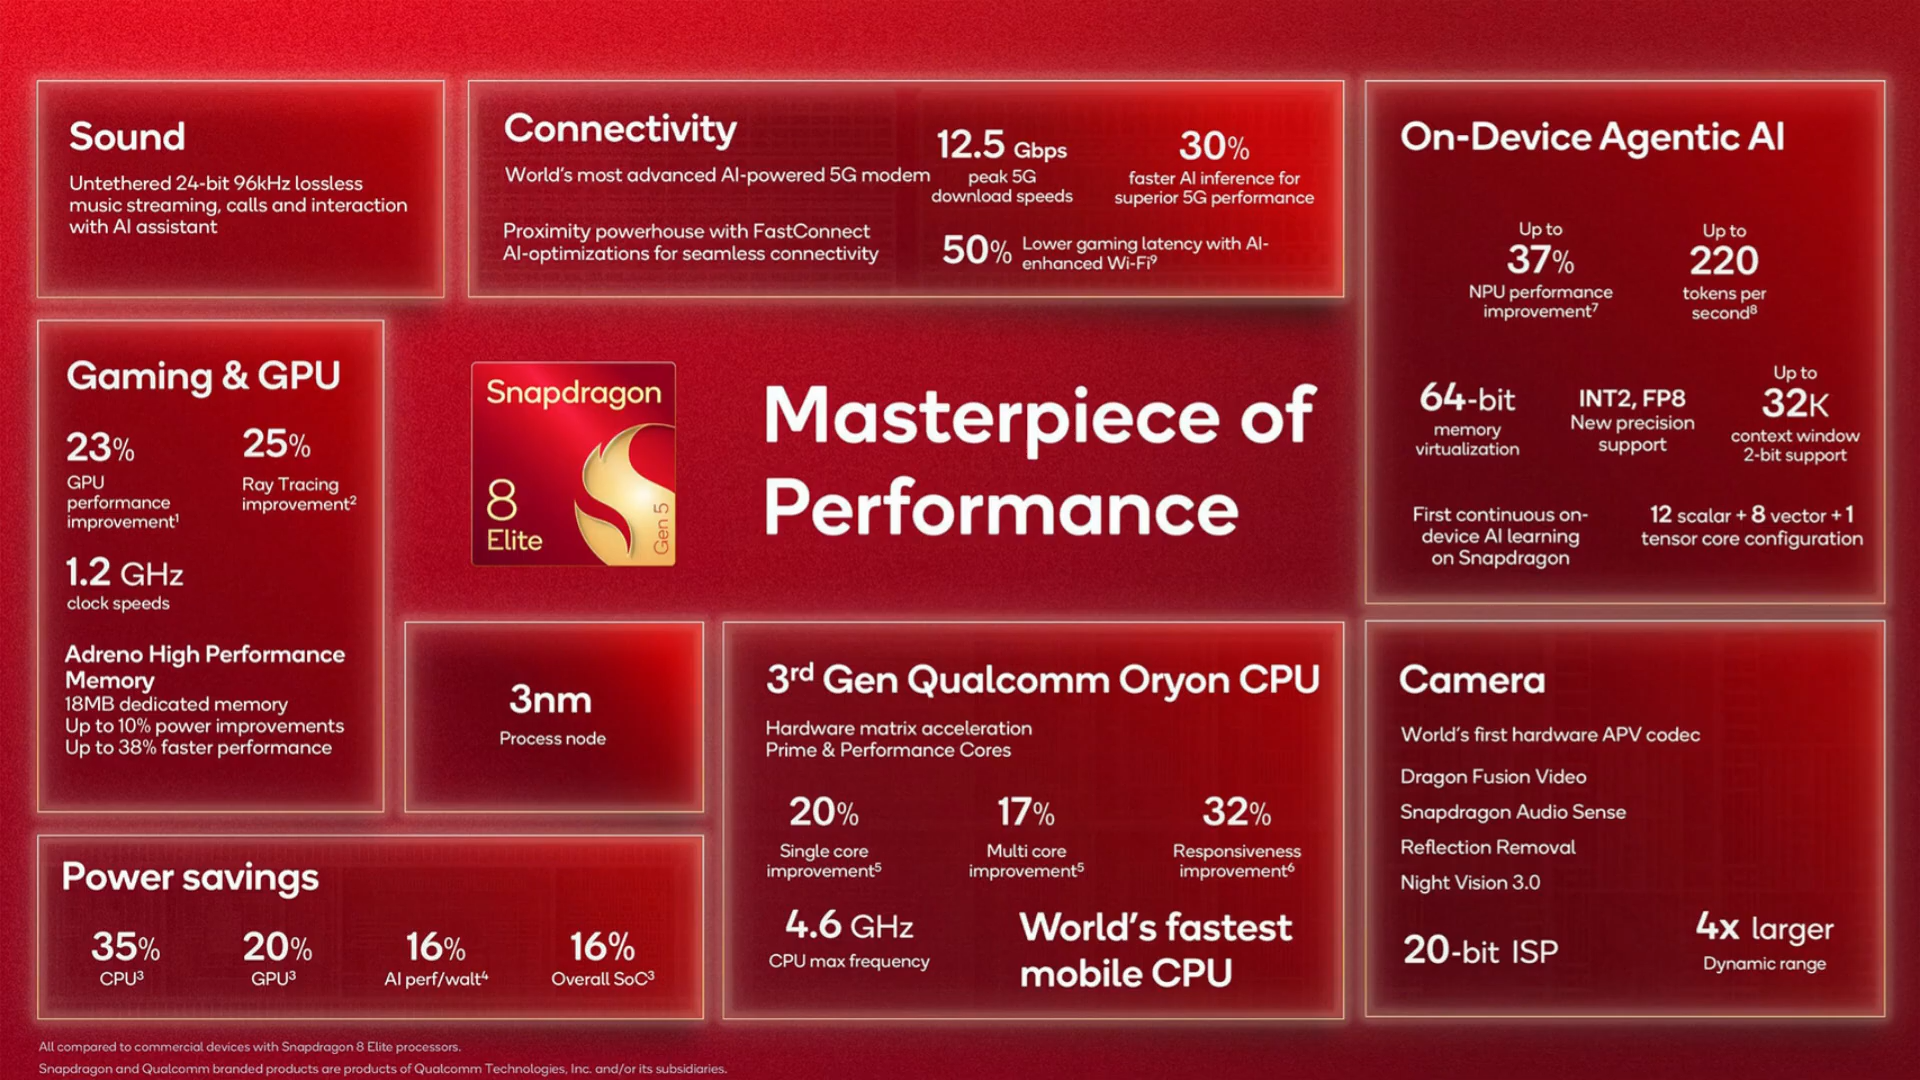 Sound
Untethered 24-bit 96kHz lossless
music streaming, calls and interaction
with AI assistant
Connectivity
World's most advanced AI-powered 5G modem
Proximity powerhouse with FastConnect
AI-optimizations for seamless connectivity
12.5 Gbps
peak 5G
download speeds
30%
faster AI inference for
superior 5G performance
50%
Lower gaming latency with AI-
enhanced Wi-Fi⁹
On-Device Agentic AI
Up to
37%
NPU performance
improvement⁷
Up to
220
tokens per
second⁸
64-bit
memory
virtualization
INT2, FP8
New precision
support
Up to
32K
context window
2-bit support
First continuous on-
device AI learning
on Snapdragon
12 scalar + 8 vector + 1
tensor core configuration
Gaming & GPU
23%
GPU
performance
improvement¹
25%
Ray Tracing
improvement²
1.2 GHz
clock speeds
Adreno High Performance
Memory
18MB dedicated memory
Up to 10% power improvements
Up to 38% faster performance
Snapdragon
8
Elite
Gen 5
Masterpiece of
Performance
3nm
Process node
3rd Gen Qualcomm Oryon CPU
Hardware matrix acceleration
Prime & Performance Cores
20%
Single core
improvement⁵
17%
Multi core
improvement⁵
32%
Responsiveness
improvement⁶
4.6 GHz
CPU max frequency
World's fastest
mobile CPU
Camera
World's first hardware APV codec
Dragon Fusion Video
Snapdragon Audio Sense
Reflection Removal
Night Vision 3.0
20-bit ISP
4x larger
Dynamic range
Power savings
35%
CPU³
20%
GPU³
16%
AI perf/walt⁴
16%
Overall SoC³
All compared to commercial devices with Snapdragon 8 Elite processors.
Snapdragon and Qualcomm branded products are products of Qualcomm Technologies, Inc. and/or its subsidiaries.